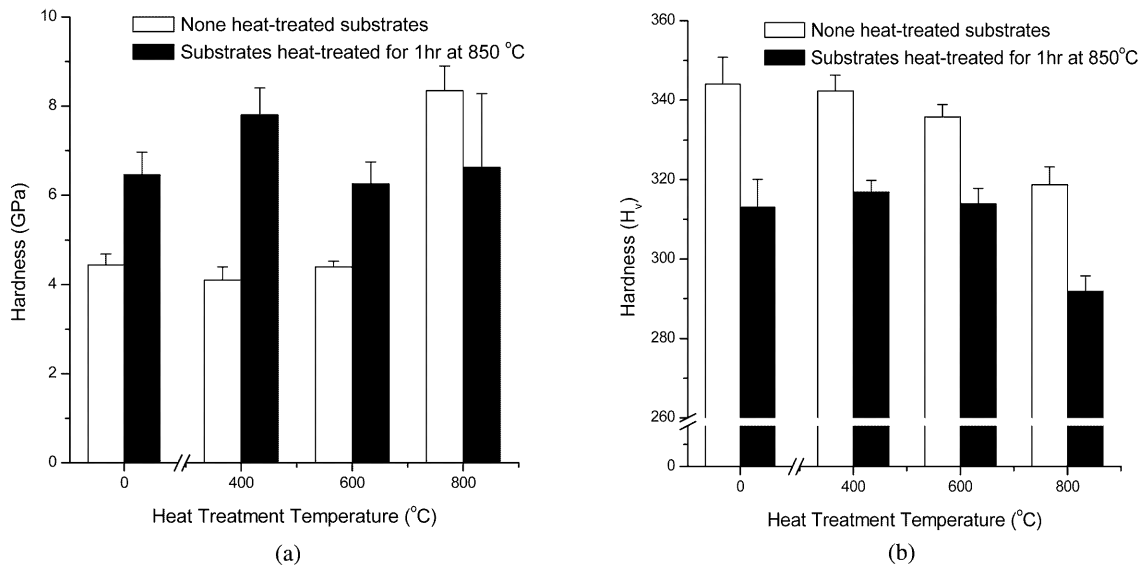 None heat-treated substrates
Substrates heat-treated for 1hr at 850 °C
10
8
6
4
2
0
Hardness (GPa)
0 400 600 800
Heat Treatment Temperature (°C)
(a)
None heat-treated substrates
Substrates heat-treated for 1hr at 850°C
360
340
320
300
280
260
0
Hardness (Hv)
0 400 600 800
Heat Treatment Temperature (°C)
(b)